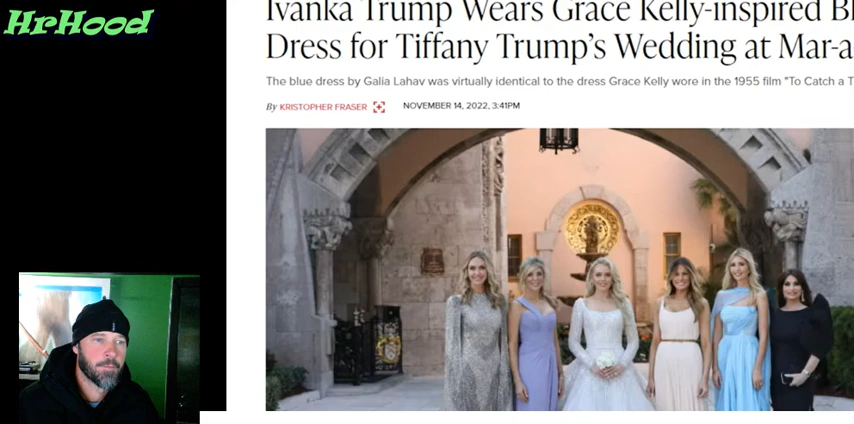 HrHood
Ivanka Trump Wears Grace Kelly-inspired Bl
Dress for Tiffany Trump's Wedding at Mar-a
The blue dress by Galia Lahav was virtually identical to the dress Grace Kelly wore in the 1955 film "To Catch a T
By KRISTOPHER FRASER NOVEMBER 14, 2022, 3:41PM